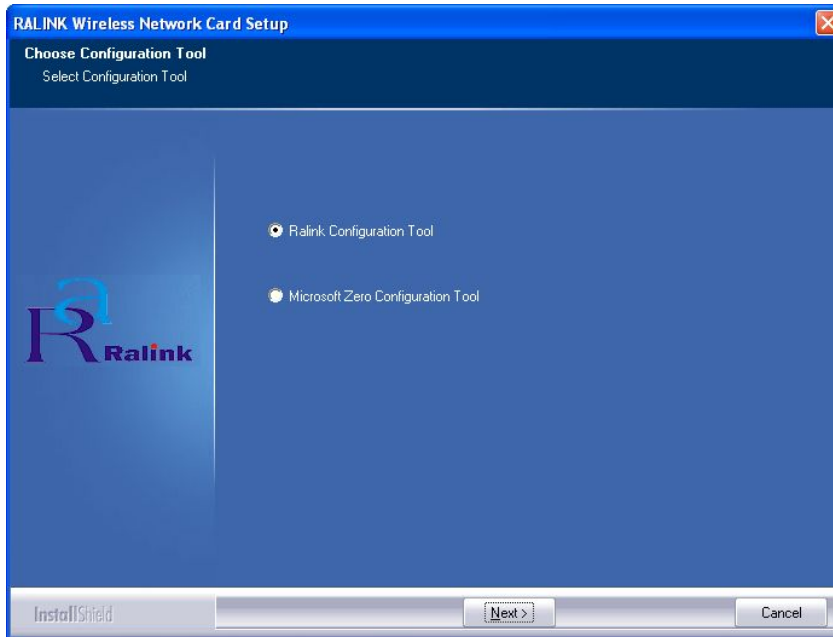 RALINK Wireless Network Card Setup
Choose Configuration Tool
Select Configuration Tool
Ralink Configuration Tool
Microsoft Zero Configuration Tool
Ra Ralink
InstallShield
Next >
Cancel